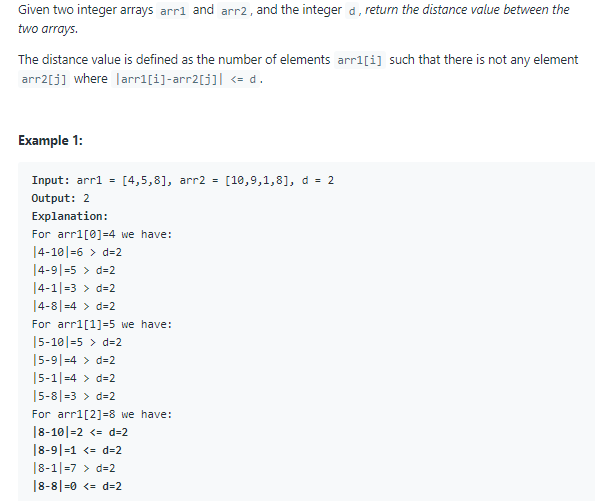 Given two integer arrays arr1 and arr2, and the integer d, return the distance value between the
two arrays.
The distance value is defined as the number of elements arr1[i] such that there is not any element
arr2[j] where |arr1[i]-arr2[j]| <= d.
Example 1:
Input: arr1 = [4,5,8], arr2 = [10,9,1,8], d = 2
Output: 2
Explanation:
For arr1[0]=4 we have:
|4-10|=6 > d=2
|4-9|=5 > d=2
|4-1|=3 > d=2
|4-8|=4 > d=2
For arr1[1]=5 we have:
|5-10|=5 > d=2
|5-9|=4 > d=2
|5-1|=4 > d=2
|5-8|=3 > d=2
For arr1[2]=8 we have:
|8-10|=2 <= d=2
|8-9|=1 <= d=2
|8-1|=7 > d=2
|8-8|=0 <= d=2